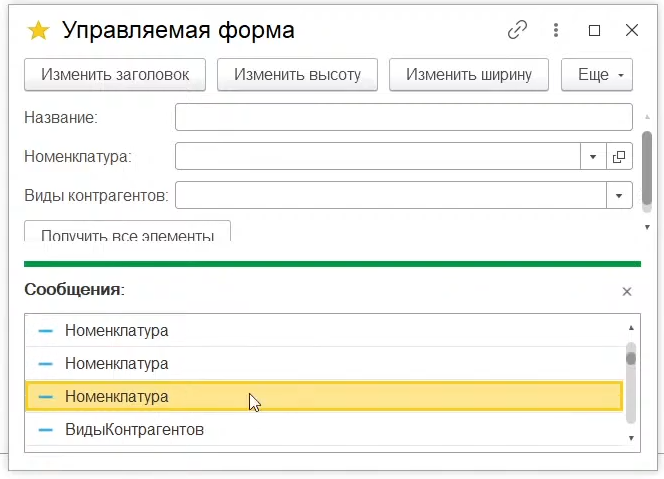 Управляемая форма
Изменить заголовок Изменить высоту Изменить ширину Еще
Название:
Номенклатура:
Виды контрагентов:
Получить все элементы
Сообщения:
Номенклатура
Номенклатура
Номенклатура
ВидыКонтрагентов